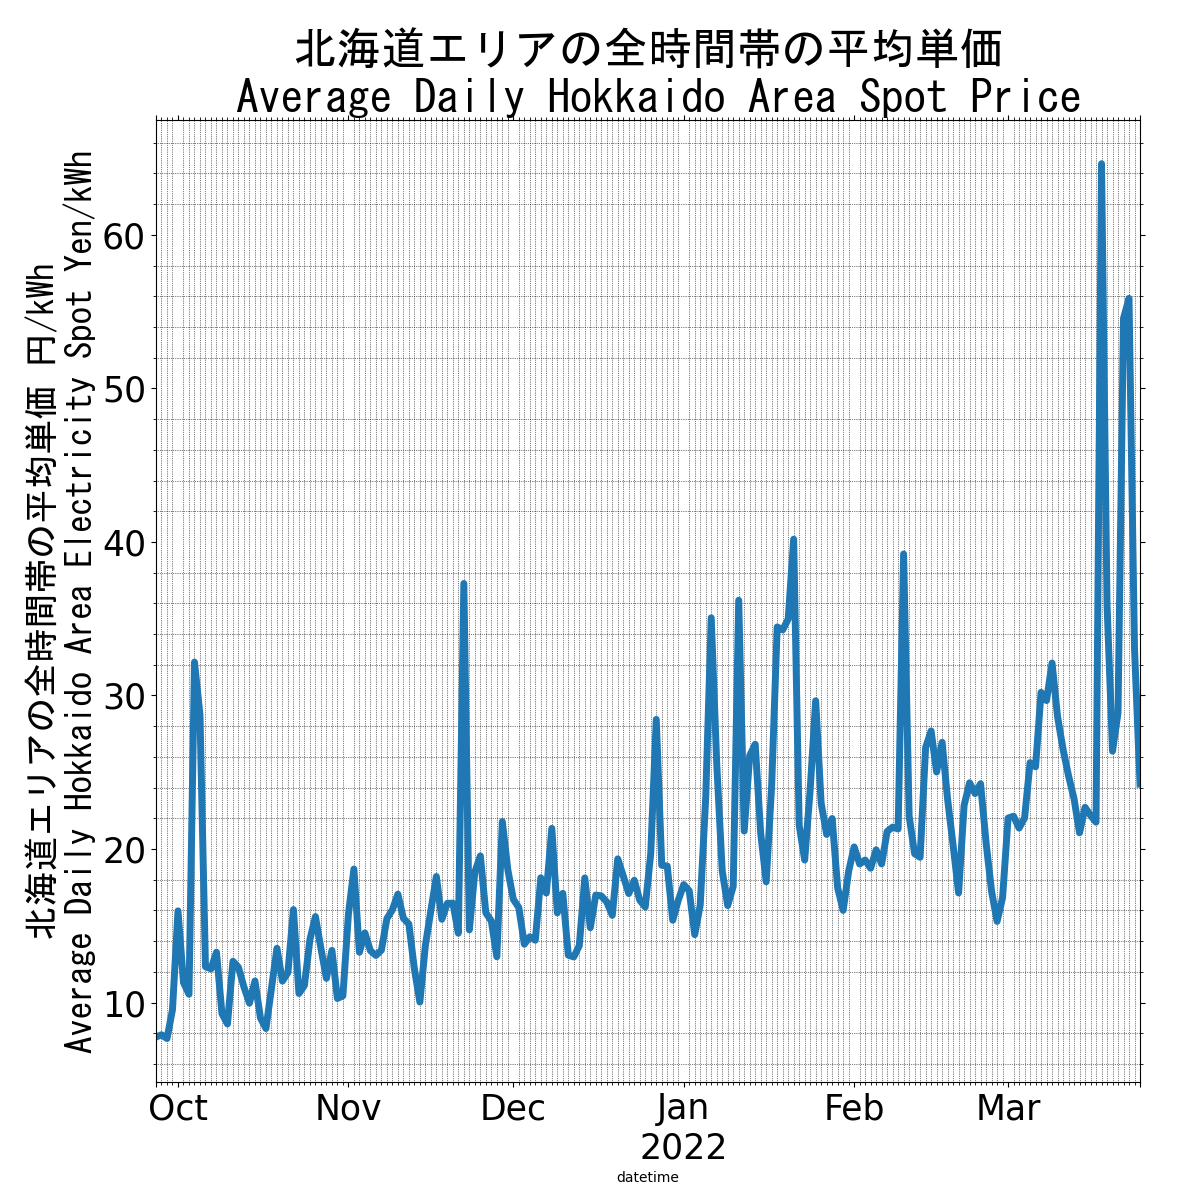 北海道エリアの全時間帯の平均単価
Average Daily Hokkaido Area Spot Price
北海道エリアの全時間帯の平均単価 円/kWh
Average Daily Hokkaido Area Electricity Spot Yen/kWh
60
50
40
30
20
10
Oct Nov Dec Jan Feb Mar
2022
datetime